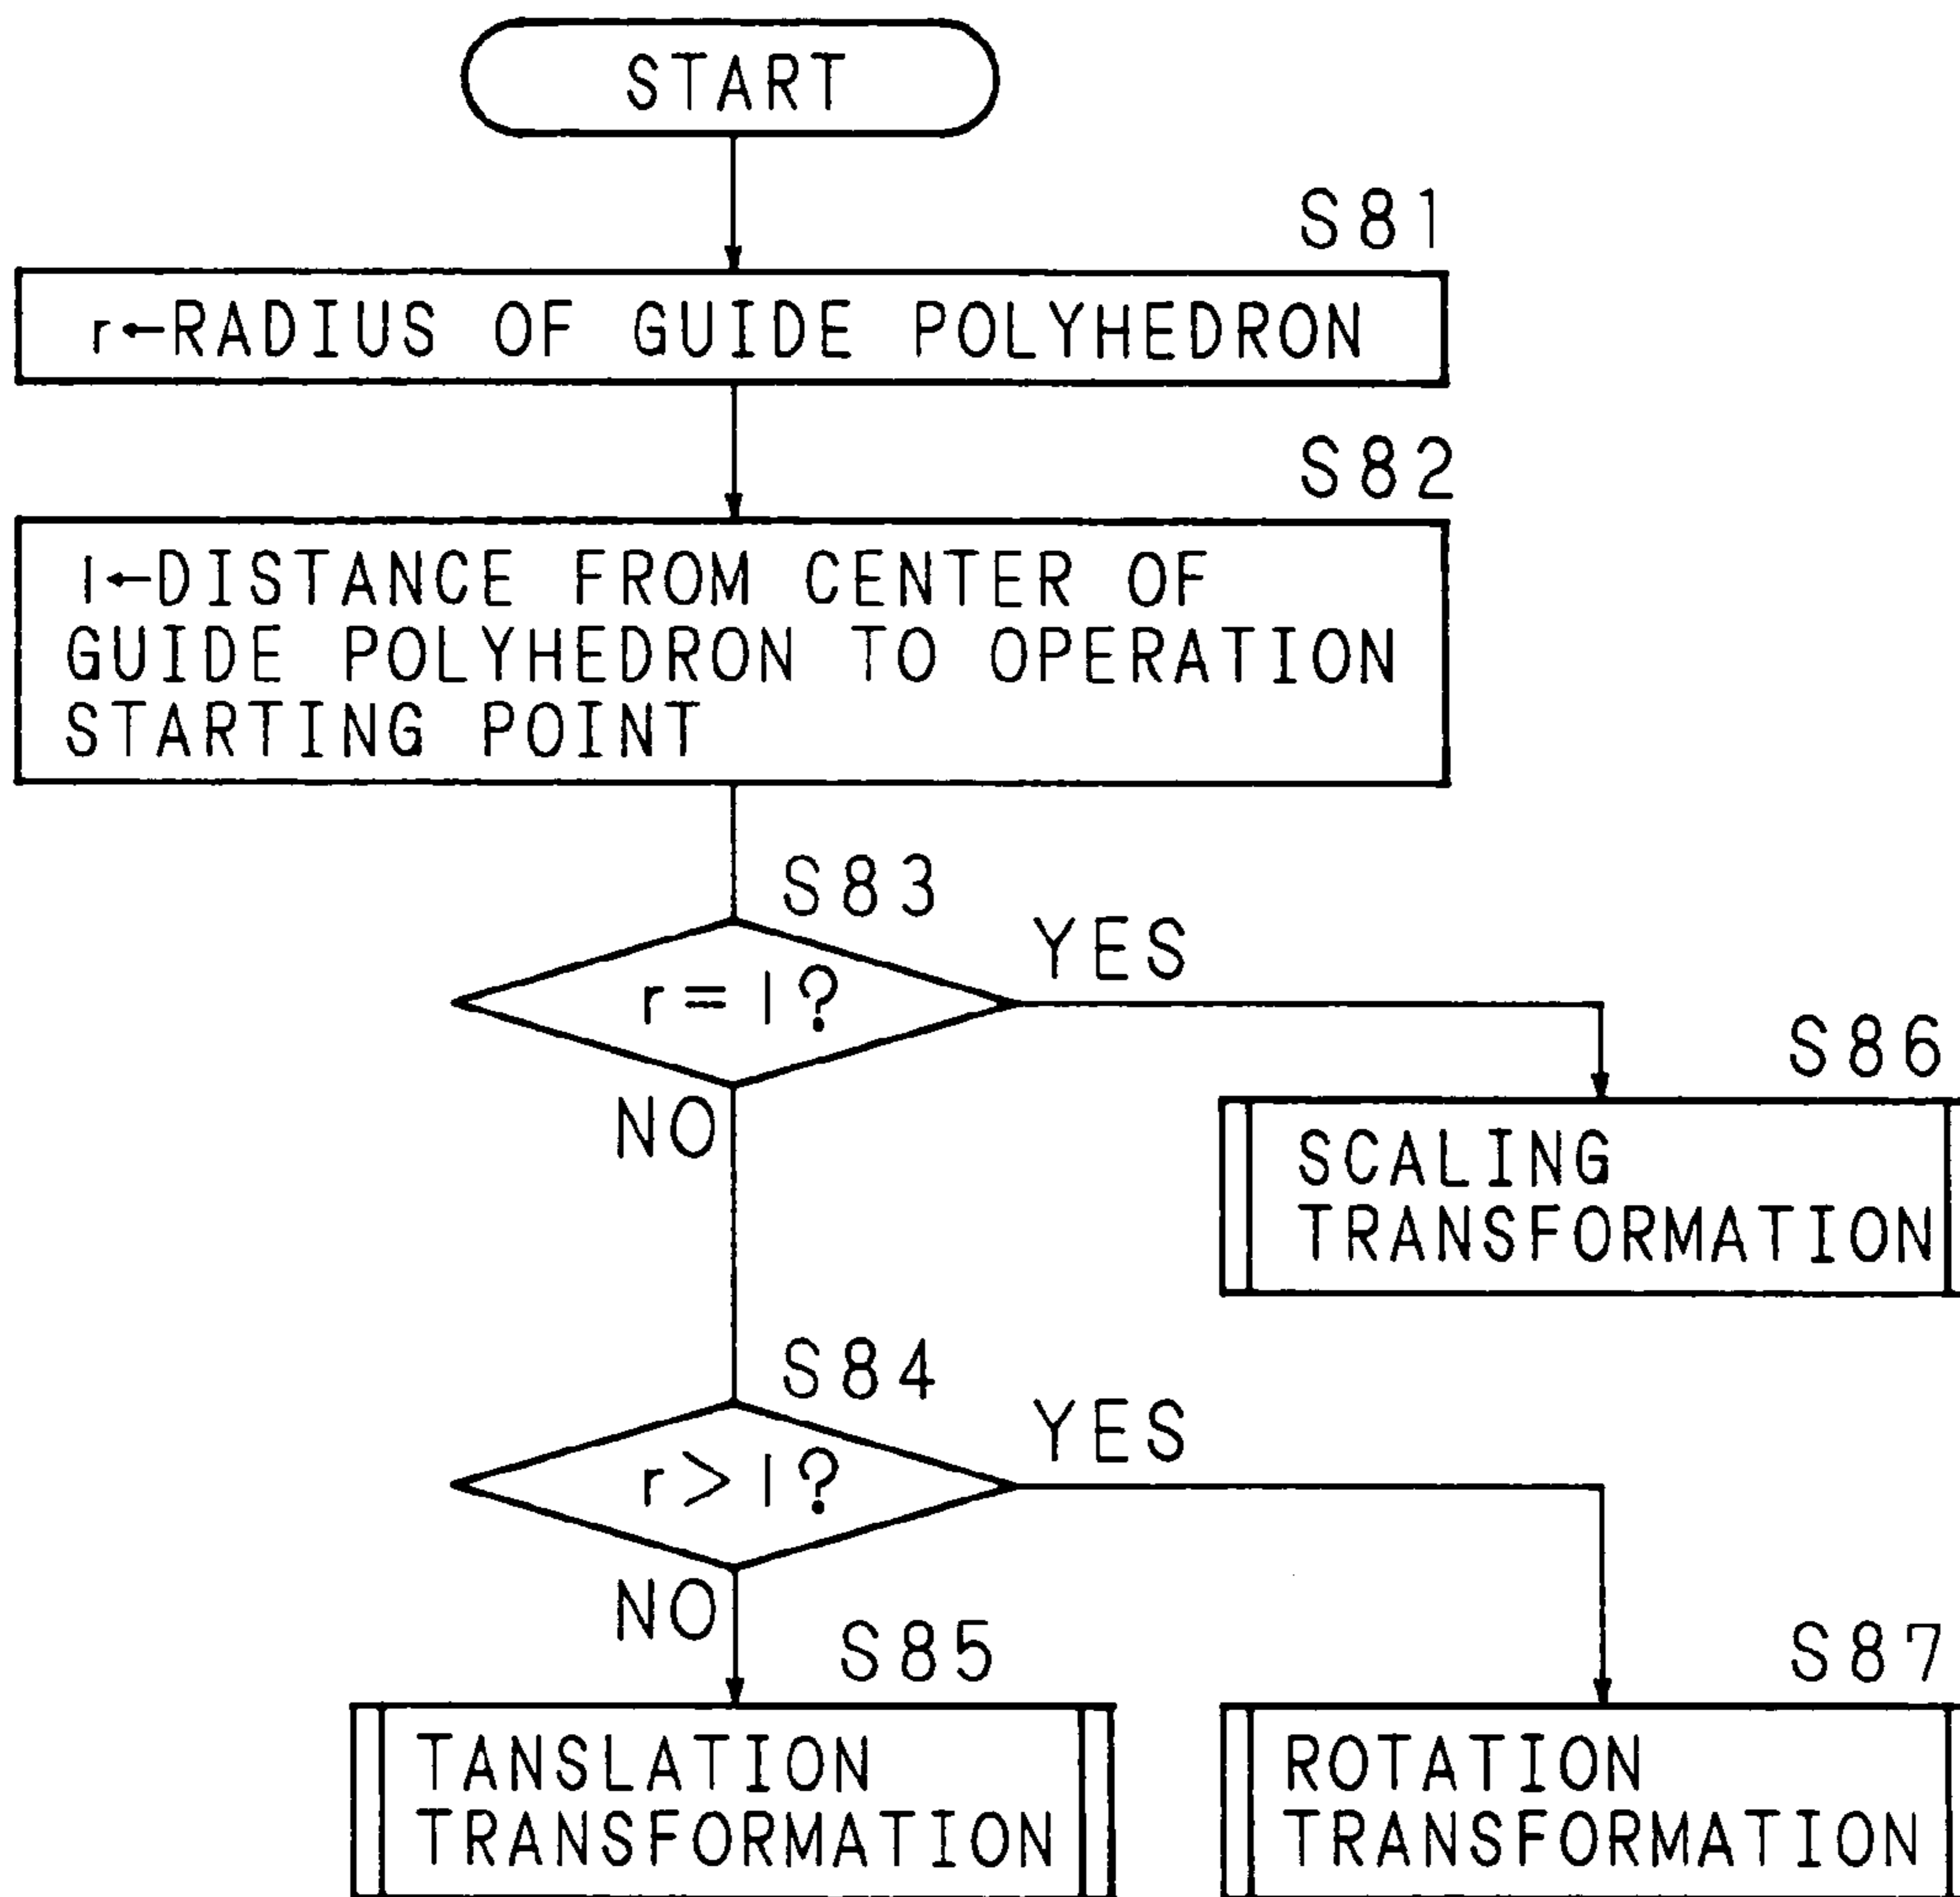 START
S81
r←RADIUS OF GUIDE POLYHEDRON
S82
l←DISTANCE FROM CENTER OF
GUIDE POLYHEDRON TO OPERATION
STARTING POINT
S83
r=l?
YES
NO
S86
SCALING
TRANSFORMATION
S84
r>l?
YES
NO
S85
TANSLATION
TRANSFORMATION
S87
ROTATION
TRANSFORMATION